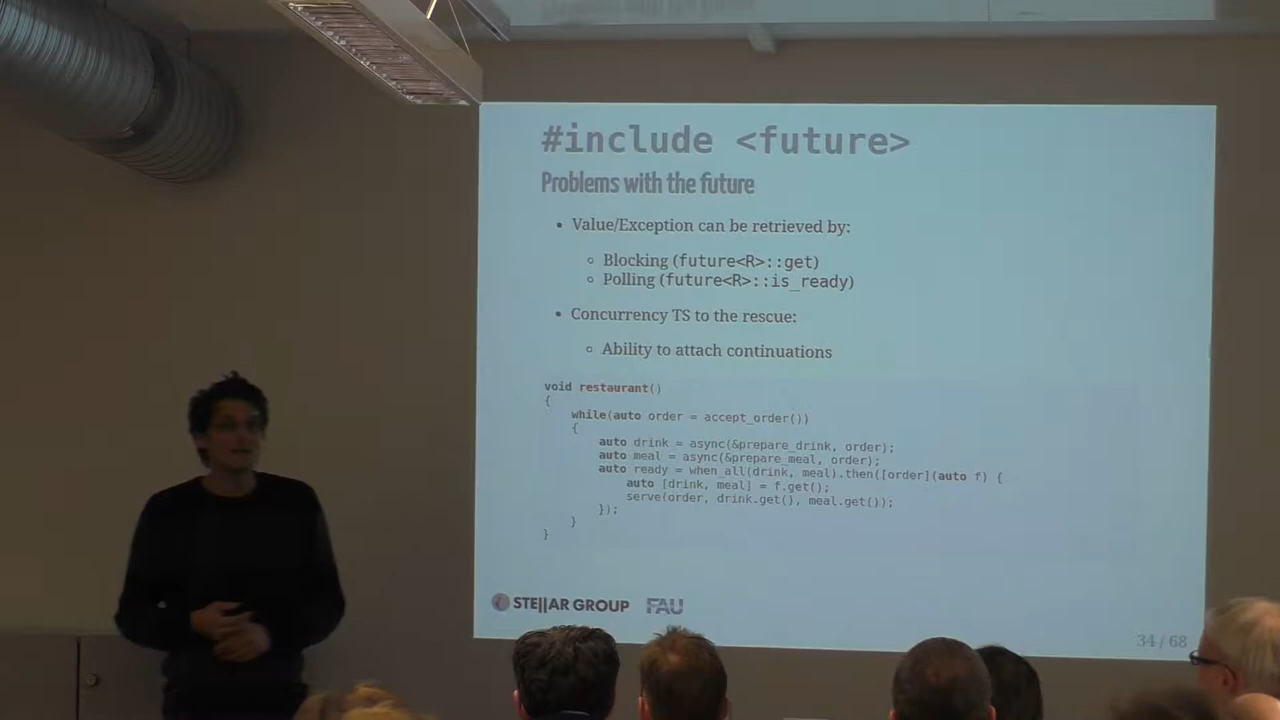 #include <future>
Problems with the future
• Value/Exception can be retrieved by:
◦ Blocking (future<R>::get)
◦ Polling (future<R>::is_ready)
• Concurrency TS to the rescue:
◦ Ability to attach continuations
void restaurant()
{
while(auto order = accept_order())
{
auto drink = async(&prepare_drink, order);
auto meal = async(&prepare_meal, order);
auto ready = when_all(drink, meal).then([order](auto f) {
auto [drink, meal] = f.get();
serve(order, drink.get(), meal.get());
});
}
}
STE||AR GROUP FAU
34 / 68